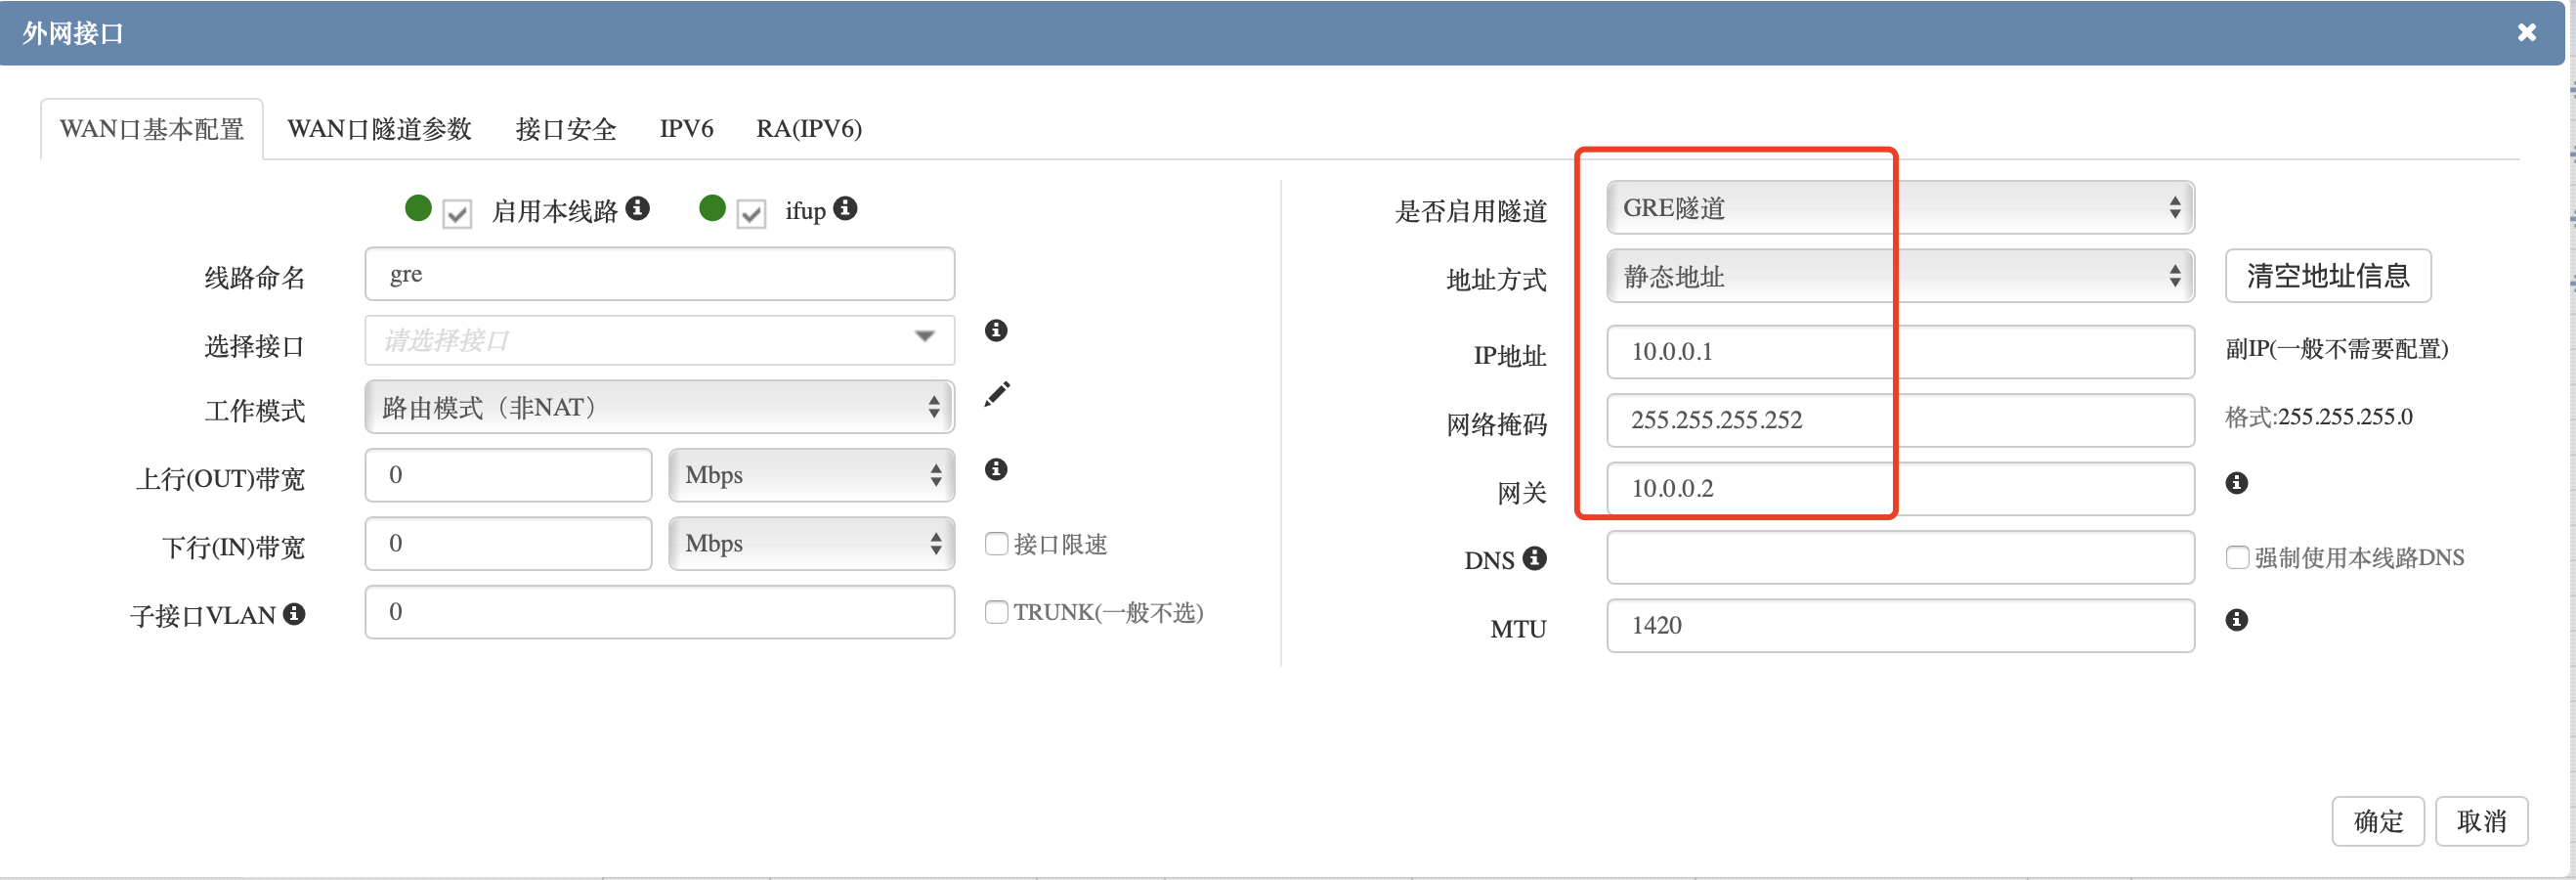 外网接口
WAN口基本配置 WAN口隧道参数 接口安全 IPV6 RA(IPV6)
启用本线路 ifup
线路命名 gre
选择接口 请选择接口
工作模式 路由模式（非NAT）
上行(OUT)带宽 0 Mbps
下行(IN)带宽 0 Mbps 接口限速
子接口VLAN 0 TRUNK(一般不选)
是否启用隧道 GRE隧道
地址方式 静态地址 清空地址信息
IP地址 10.0.0.1 副IP(一般不需要配置)
网络掩码 255.255.255.252 格式:255.255.255.0
网关 10.0.0.2
DNS 强制使用本线路DNS
MTU 1420
确定 取消